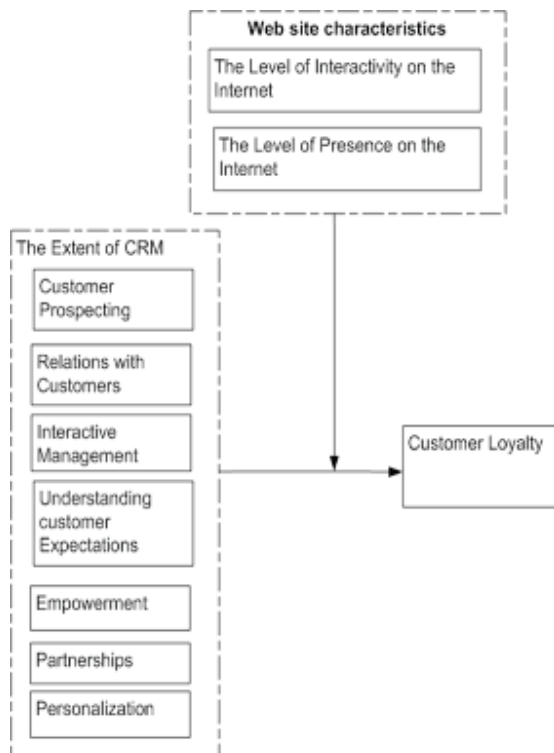 Web site characteristics
The Level of Interactivity on the
Internet
The Level of Presence on the
Internet
The Extent of CRM
Customer
Prospecting
Relations with
Customers
Interactive
Management
Understanding
customer
Expectations
Empowerment
Partnerships
Personalization
Customer Loyalty